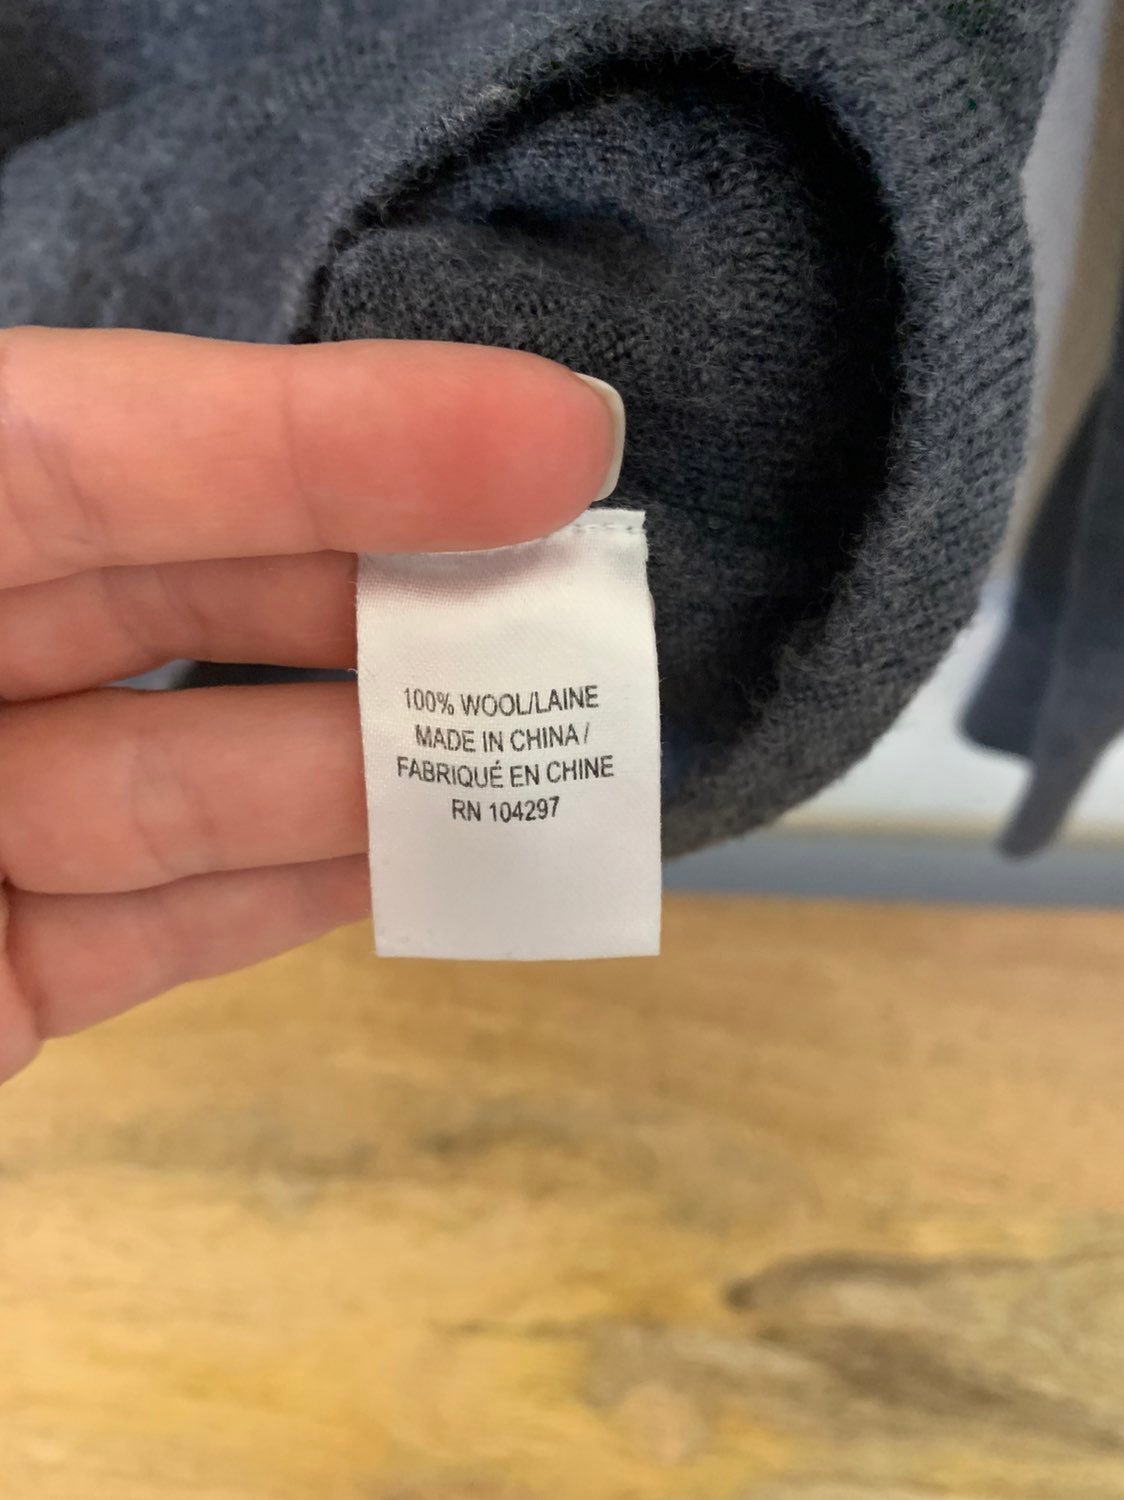 100% WOOL/LAINE
MADE IN CHINA/
FABRIQUÉ EN CHINE
RN 104297